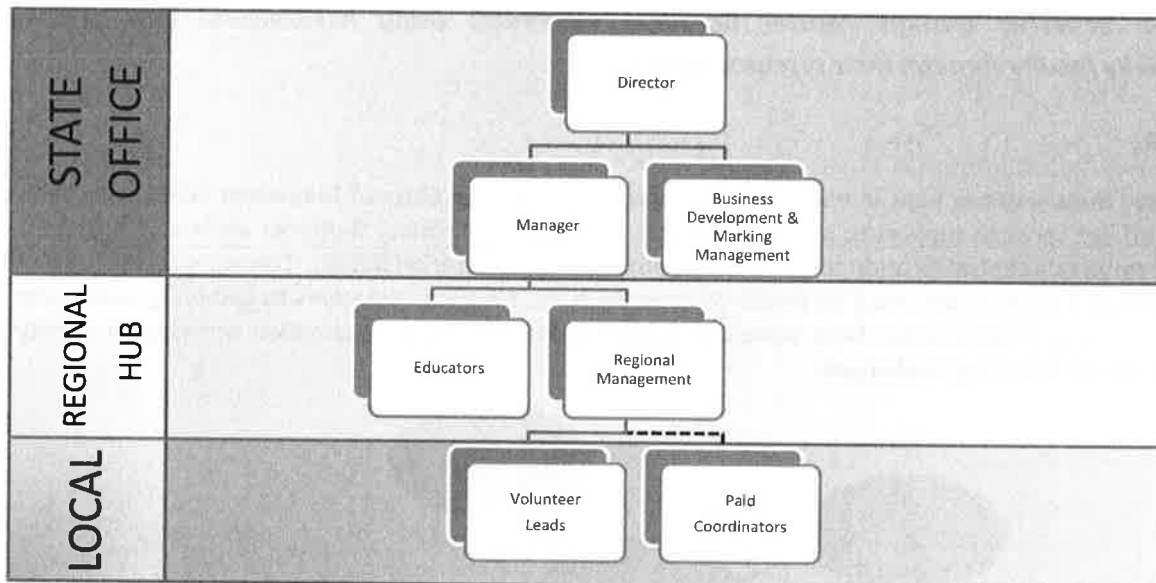 STATE
OFFICE
Director
Manager
Business
Development &
Marking
Management
REGIONAL
HUB
Educators
Regional
Management
LOCAL
Volunteer
Leads
Paid
Coordinators